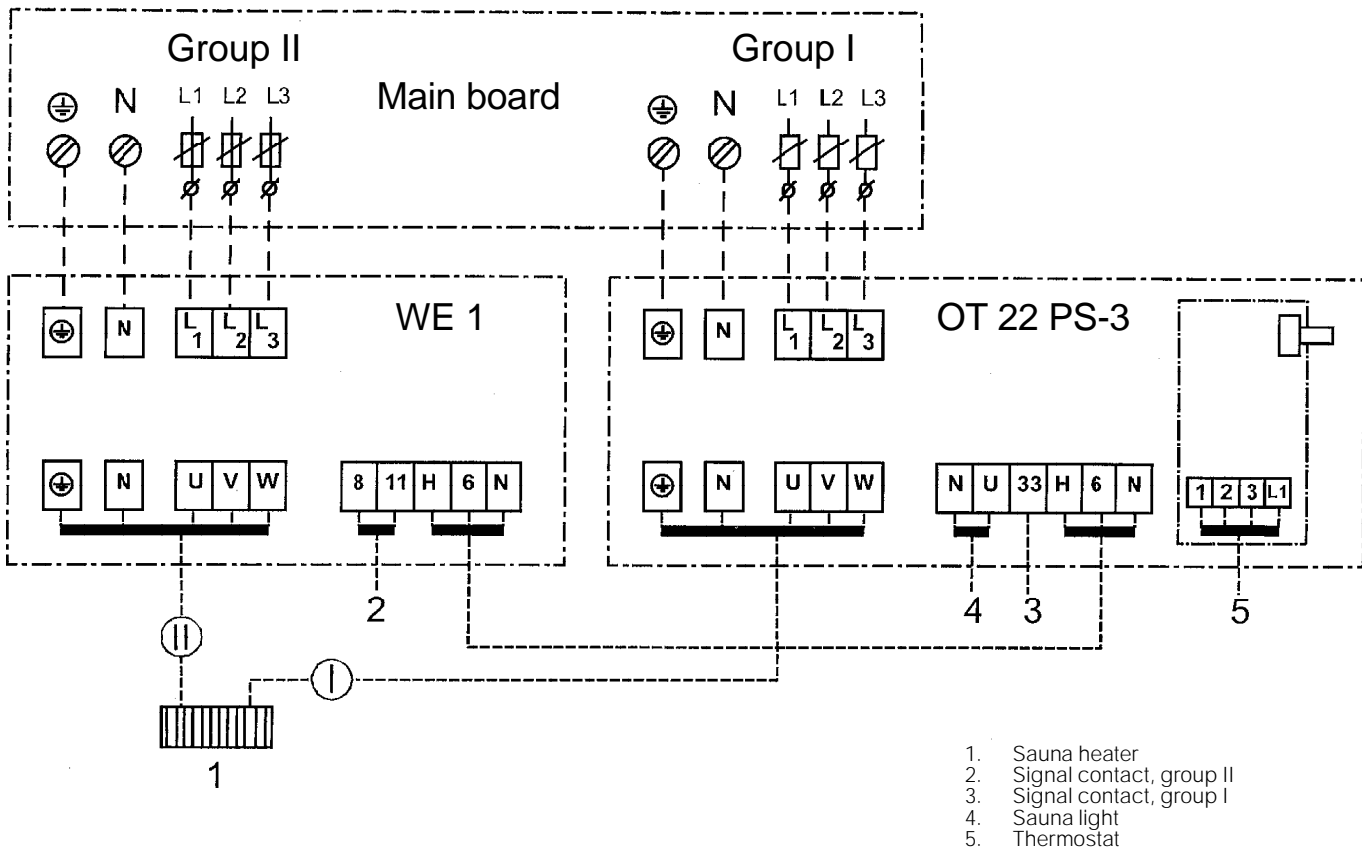 Group II Group I
Main board
N L1 L2 L3 N L1 L2 L3
WE 1 OT 22 PS-3
N L1 L2 L3 N L1 L2 L3
N U V W 8 11 H 6 N N U V W N U 33 H 6 N 1 2 3 L1
2 4 3 5
II
I
1
1. Sauna heater
2. Signal contact, group II
3. Signal contact, group I
4. Sauna light
5. Thermostat